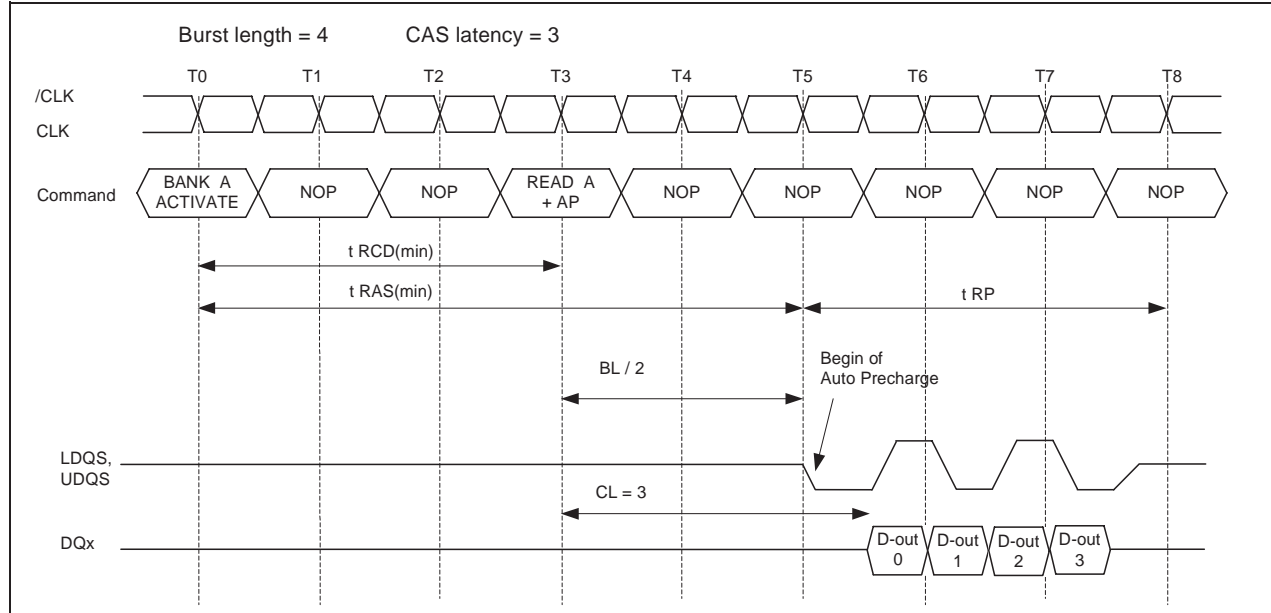 Burst length = 4 CAS latency = 3
T0 T1 T2 T3 T4 T5 T6 T7 T8
/CLK
CLK
Command
BANK A
ACTIVATE
NOP
NOP
READ A
+ AP
NOP
NOP
NOP
NOP
NOP
t RCD(min)
t RAS(min)
t RP
BL / 2
Begin of
Auto Precharge
LDQS,
UDQS
CL = 3
DQx
D-out
0
D-out
1
D-out
2
D-out
3